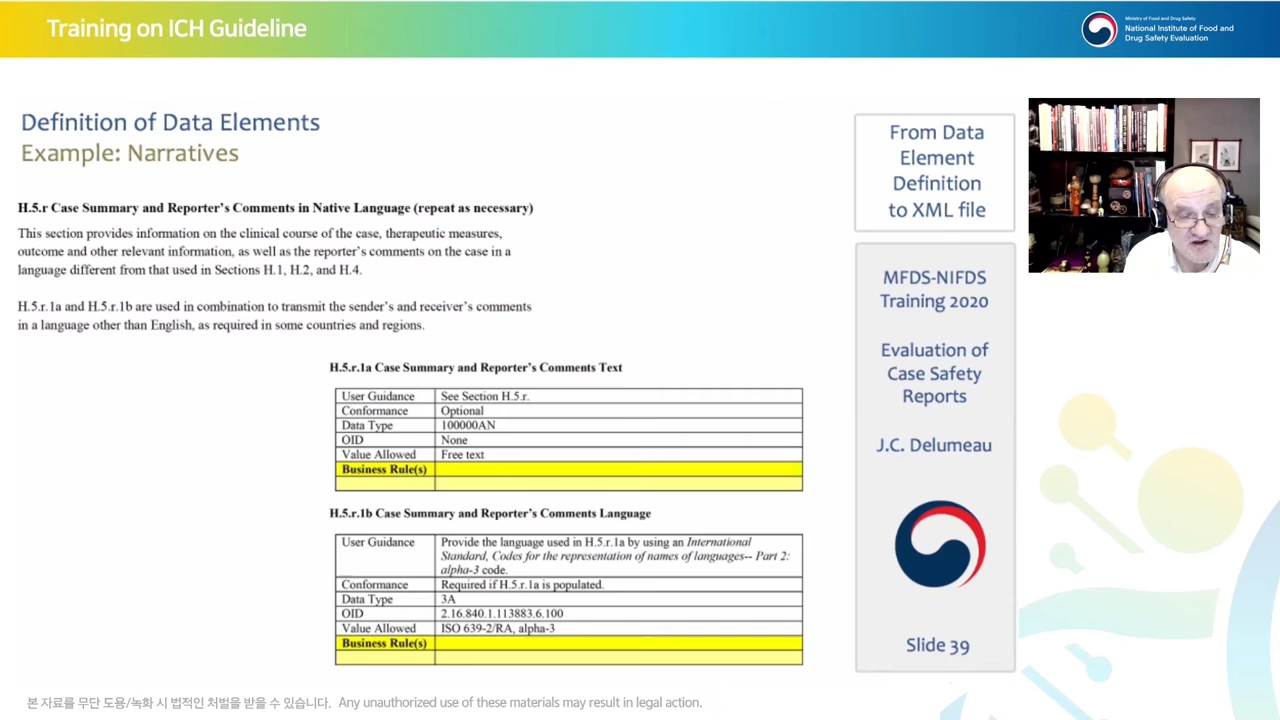 Training on ICH Guideline
Ministry of Food and Drug Safety
National Institute of Food and
Drug Safety Evaluation
Definition of Data Elements
Example: Narratives
H.5.r Case Summary and Reporter's Comments in Native Language (repeat as necessary)
This section provides information on the clinical course of the case, therapeutic measures,
outcome and other relevant information, as well as the reporter's comments on the case in a
language different from that used in Sections H.1, H.2, and H.4.
H.5.r.1a and H.5.r.1b are used in combination to transmit the sender's and receiver's comments
in a language other than English, as required in some countries and regions.
H.5.r.1a Case Summary and Reporter's Comments Text
User Guidance See Section H.5.r.
Conformance Optional
Data Type 100000AN
OID None
Value Allowed Free text
Business Rule(s)
H.5.r.1b Case Summary and Reporter's Comments Language
User Guidance Provide the language used in H.5.r.1a by using an International
Standard, Codes for the representation of names of languages-- Part 2:
alpha-3 code.
Conformance Required if H.5.r.1a is populated.
Data Type 3A
OID 2.16.840.1.113883.6.100
Value Allowed ISO 639-2/RA, alpha-3
Business Rule(s)
From Data
Element
Definition
to XML file
MFDS-NIFDS
Training 2020
Evaluation of
Case Safety
Reports
J.C. Delumeau
Slide 39
본 자료를 무단 도용/녹화 시 법적인 처벌을 받을 수 있습니다. Any unauthorized use of these materials may result in legal action.